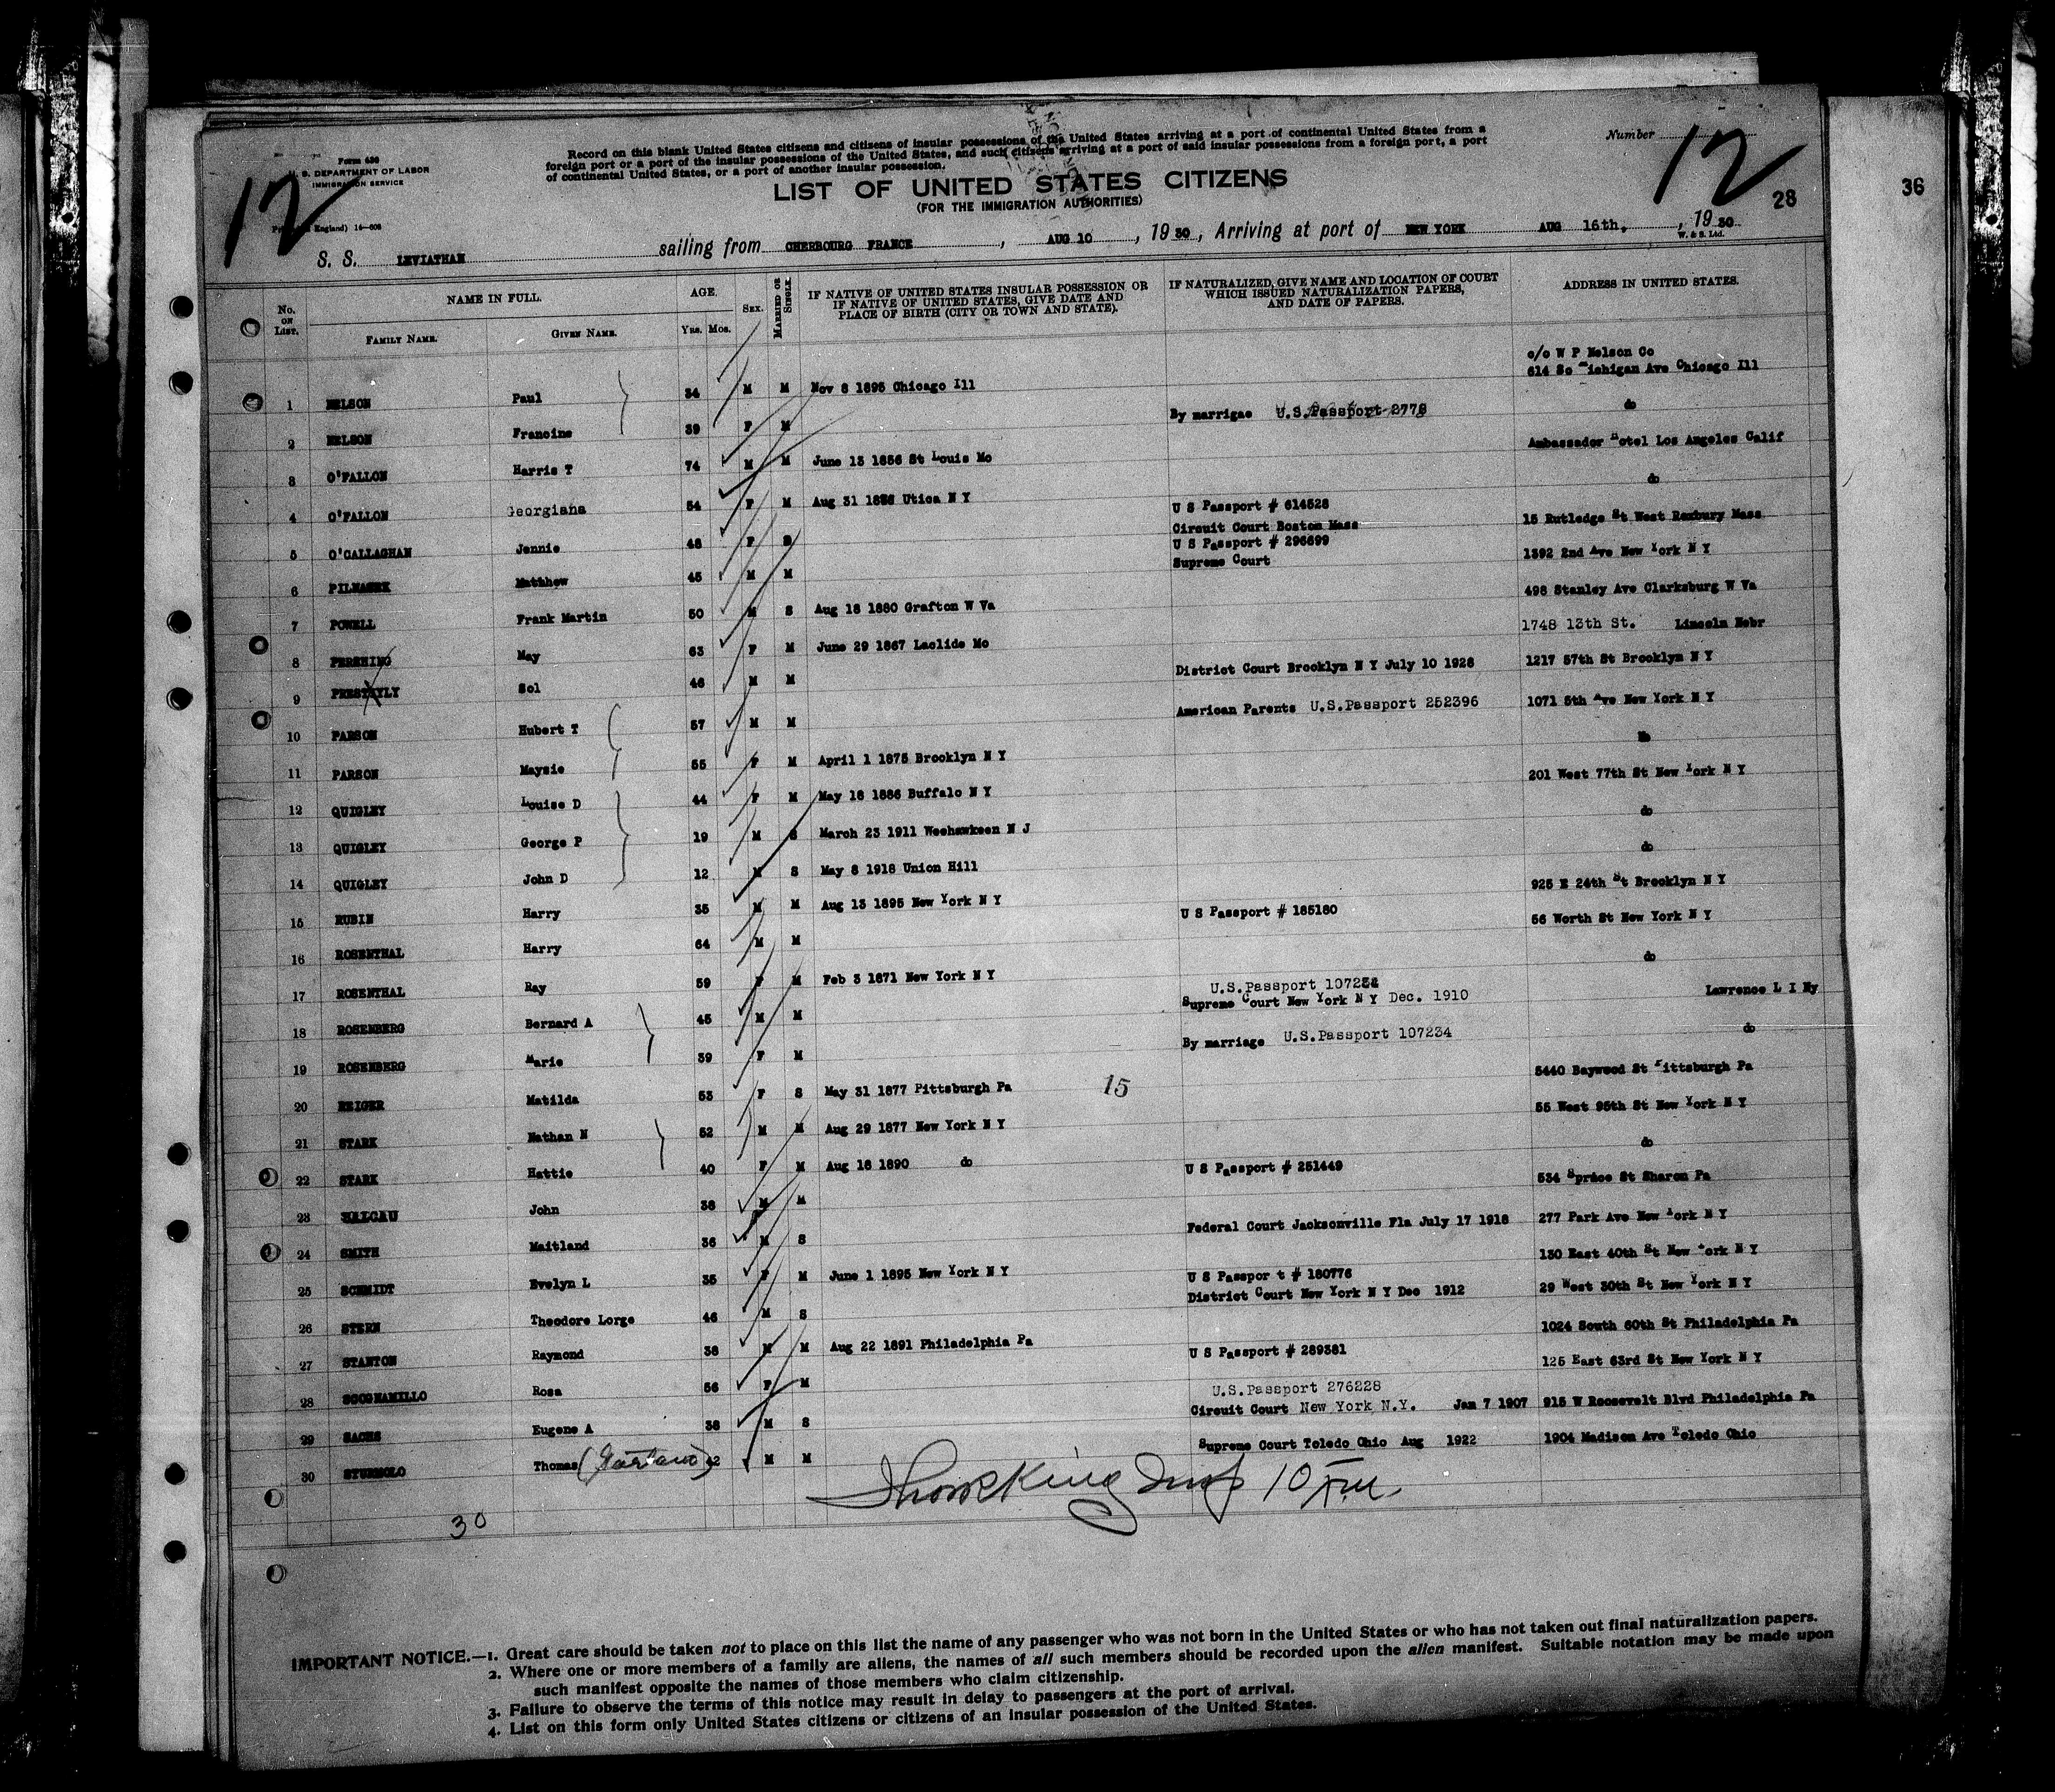 Number
12
12
28
36
Form 630
U. S. DEPARTMENT OF LABOR
IMMIGRATION SERVICE
England) 14—608
Record on this blank United States citizens and citizens of insular possessions of the United States arriving at a port of continental United States from a
foreign port or a port of the insular possessions of the United States, and such citizens arriving at a port of said insular possessions from a foreign port, a port
of continental United States, or a port of another insular possession.
LIST OF UNITED STATES CITIZENS
(FOR THE IMMIGRATION AUTHORITIES)
S. S. LEVIATHAN sailing from CHERBOURG FRANCE, AUG 10, 1930, Arriving at port of NEW YORK AUG 16th., 1930
W. & S. Ltd.
No. ON LIST. NAME IN FULL. FAMILY NAME. GIVEN NAME. AGE. YRS. MOS. SEX. MARRIED OR SINGLE. IF NATIVE OF UNITED STATES INSULAR POSSESSION OR IF NATIVE OF UNITED STATES, GIVE DATE AND PLACE OF BIRTH (CITY OR TOWN AND STATE). IF NATURALIZED, GIVE NAME AND LOCATION OF COURT WHICH ISSUED NATURALIZATION PAPERS, AND DATE OF PAPERS. ADDRESS IN UNITED STATES.
c/o W P Nelson Co
1 NELSON Paul 34 M M Nov 8 1895 Chicago Ill 614 So Michigan Ave Chicago Ill
2 NELSON Francine 39 F M By marrigae U.S.Passport 2778 do
3 O'FALLON Harris T 74 M M June 13 1856 St Louis Mo Ambassador Hotel Los Angeles Calif
4 O'FALLON Georgiana 54 F M Aug 31 Utica N Y do
U S Passport # 614528
5 O'CALLAGHAN Jennie 48 F S Circuit Court Boston Mass 15 Rutledge St West Roxbury Mass
U S Passport # 296699
6 PILNACEK Matthew 45 M M Supreme Court 1392 2nd Ave New York N Y
7 POWELL Frank Martin 50 M S Aug 18 1880 Grafton W Va 498 Stanley Ave Clarksburg W Va
8 PERSHING May 63 F M June 29 1867 Laclide Mo 1748 13th St. Lincoln Nebr
9 Sol 46 M M District Court Brooklyn N Y July 10 1928 1217 57th St Brooklyn N Y
10 PARSON Hubert T 57 M M American Parents U.S.Passport 252396 1071 5th Ave New York N Y
11 PARSON Maysie 55 F M April 1 1875 Brooklyn N Y Do
12 QUIGLEY Louise D 44 F M May 16 1886 Buffalo N Y 201 West 77th St New York N Y
13 QUIGLEY George P 19 M S March 23 1911 Weehawkeen N J do
14 QUIGLEY John D 12 M S May 8 1918 Union Hill do
15 RUBIN Harry 35 M M Aug 13 1895 New York N Y 925 E 24th St Brooklyn N Y
16 ROSENTHAL Harry 64 M M U S Passport # 185180 56 Worth St New York N Y
17 ROSENTHAL Ray 59 F M Feb 3 1871 New York N Y do
U.S.Passport 107234
18 ROSENBERG Bernard A 45 M M Supreme Court New York N Y Dec. 1910 Lawrence L I Ny
19 ROSENBERG Marie 39 F M By marriage U.S.Passport 107234 do
20 REIGER Matilda 53 F S May 31 1877 Pittsburgh Pa 15 5440 Baywood St Pittsburgh Pa
21 STARK Nathan N 52 M M Aug 29 1877 New York N Y 55 West 95th St New York N Y
22 STARK Hattie 40 F M Aug 18 1890 do do
23 John 38 M M U S Passport # 251449 534 Spruce St Sharon Pa
24 SMITH Maitland 36 M S Federal Court Jacksonville Fla July 17 1918 277 Park Ave New York N Y
25 SCHMIDT Evelyn L 35 F M June 1 1895 New York N Y 130 East 40th St New York N Y
U S Passpor t # 180776
26 STERN Theodore Lorge 46 M S District Court New York N Y Dec 1912 29 West 30th St New York N Y
27 STANTON Raymond 38 M M Aug 22 1891 Philadelphia Pa 1024 South 60th St Philadelphia Pa
28 SCOGNAMILLO Rosa 56 F M U S Passport # 289381 125 East 63rd St New York N Y
U.S.Passport 276228
29 SACHS Eugene A 38 M S Circuit Court New York N.Y. Jan 7 1907 915 W Roosevelt Blvd Philadelphia Pa
30 STURNOLO Thomas (Gaetano) 42 M M Supreme Court Toledo Ohio Aug 1922 1904 Madison Ave Toledo Ohio
30
King Insp 10
IMPORTANT NOTICE.—1. Great care should be taken not to place on this list the name of any passenger who was not born in the United States or who has not taken out final naturalization papers.
2. Where one or more members of a family are aliens, the names of all such members should be recorded upon the alien manifest. Suitable notation may be made upon
such manifest opposite the names of those members who claim citizenship.
3. Failure to observe the terms of this notice may result in delay to passengers at the port of arrival.
4. List on this form only United States citizens or citizens of an insular possession of the United States.